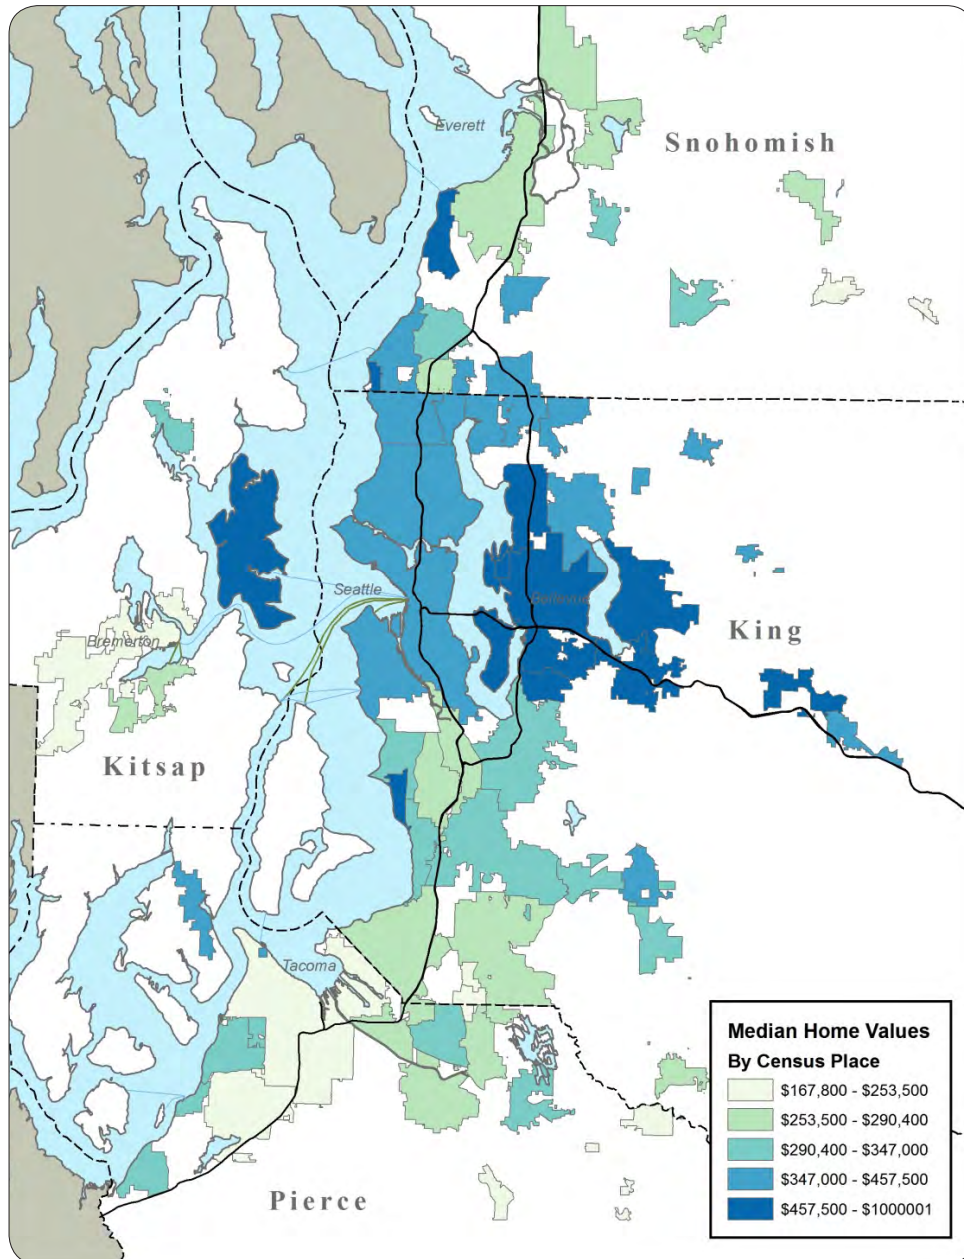 Everett
Snohomish
Seattle
Bellevue
Bremerton
King
Kitsap
Tacoma
Median Home Values
By Census Place
$167,800 - $253,500
$253,500 - $290,400
$290,400 - $347,000
$347,000 - $457,500
$457,500 - $1000001
Pierce